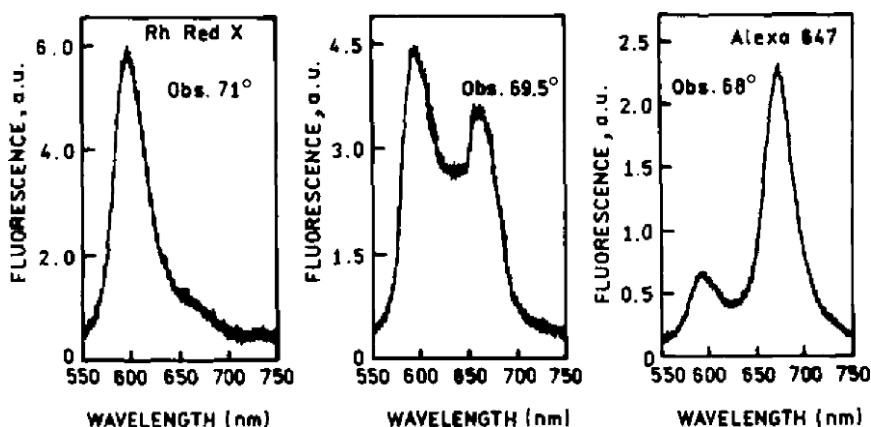 FLUORESCENCE, a.u.
6.0
4.0
2.0
0
Rh Red X
Obs. 71°
550 600 650 700 750
WAVELENGTH (nm)
FLUORESCENCE, a.u.
4.5
3.0
1.5
0
Obs. 69.5°
550 600 650 700 750
WAVELENGTH (nm)
FLUORESCENCE, a.u.
2.5
2.0
1.5
1.0
0.5
0
Alexa 647
Obs. 68°
550 600 650 700 750
WAVELENGTH (nm)